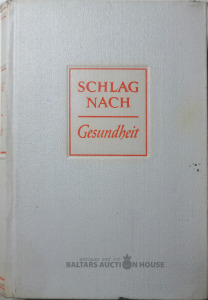 SCHLAG
NACH
Gesundheit
BALTARS AUCTION HOUSE